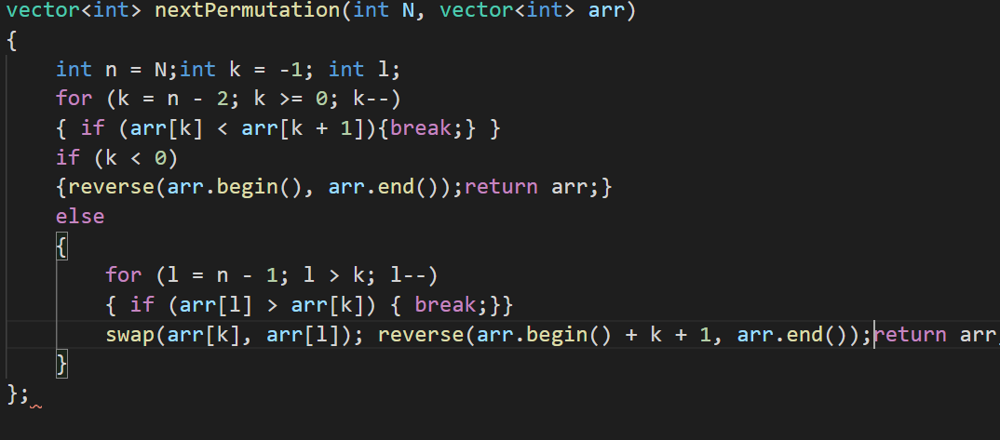 vector<int> nextPermutation(int N, vector<int> arr)
{
    int n = N;int k = -1; int l;
    for (k = n - 2; k >= 0; k--)
    { if (arr[k] < arr[k + 1]){break;} }
    if (k < 0)
    {reverse(arr.begin(), arr.end());return arr;}
    else
    {
        for (l = n - 1; l > k; l--)
        { if (arr[l] > arr[k]) { break;}}
        swap(arr[k], arr[l]); reverse(arr.begin() + k + 1, arr.end());return arr;
    }
};